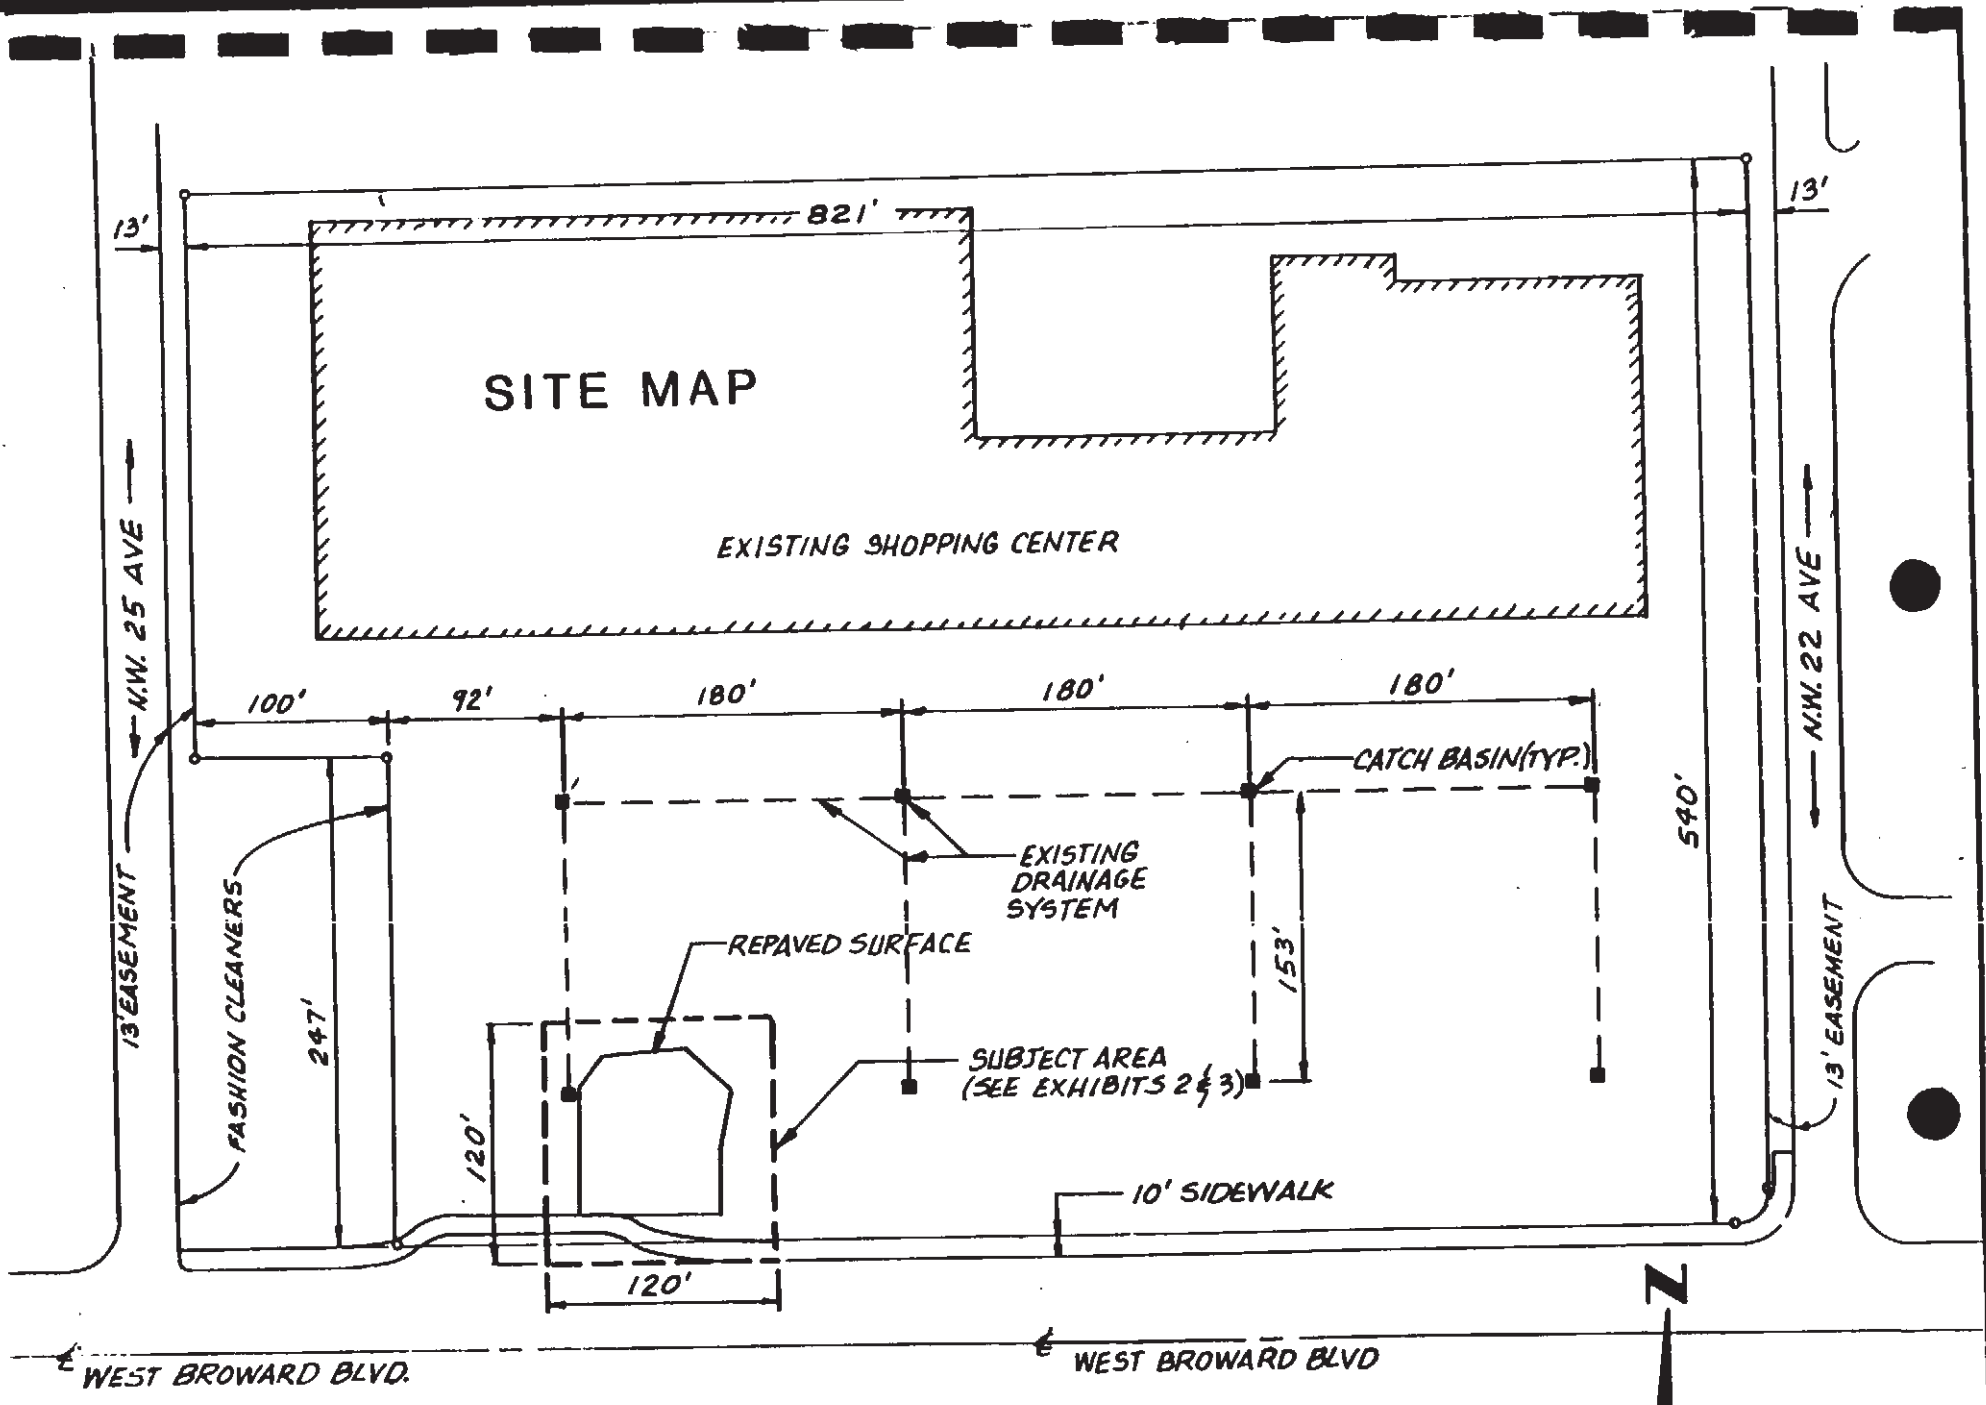 821'
13'
13'
SITE MAP
EXISTING SHOPPING CENTER
N.W. 25 AVE
N.W. 22 AVE
100'
92'
180'
180'
180'
CATCH BASIN(TYP.)
540'
EXISTING
DRAINAGE
SYSTEM
13' EASEMENT
FASHION CLEANERS
247'
REPAVED SURFACE
153'
13' EASEMENT
SUBJECT AREA
(SEE EXHIBITS 2 & 3)
120'
10' SIDEWALK
120'
N
WEST BROWARD BLVD.
WEST BROWARD BLVD